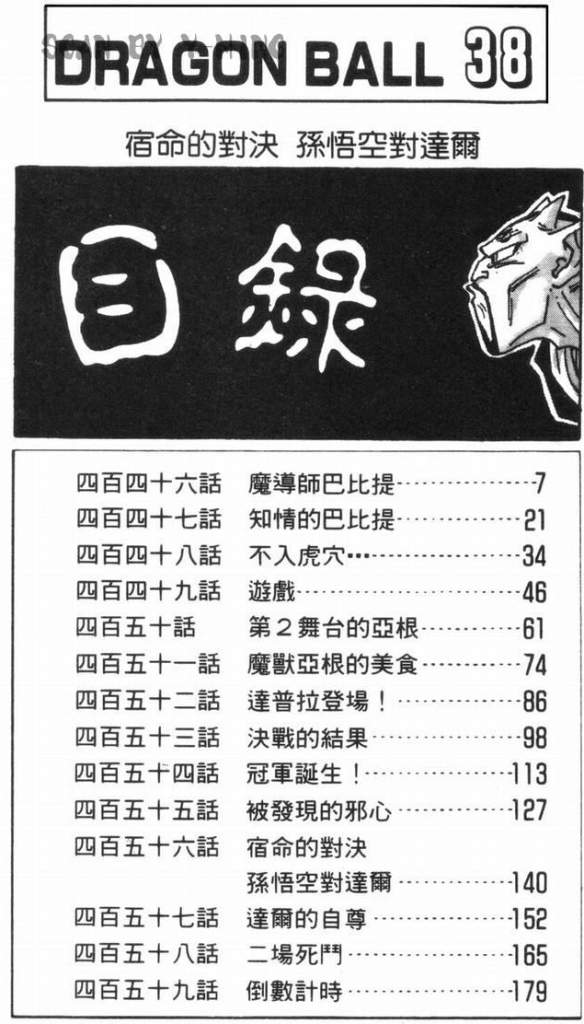 SCAN BY Y-MING
DRAGON BALL 38
宿命的對決 孫悟空對達爾
目錄
四百四十六話 魔導師巴比提……………7
四百四十七話 知情的巴比提……………21
四百四十八話 不入虎穴…………………34
四百四十九話 遊戲………………………46
四百五十話 第2舞台的亞根……………61
四百五十一話 魔獸亞根的美食…………74
四百五十二話 達普拉登場！……………86
四百五十三話 決戰的結果………………98
四百五十四話 冠軍誕生！………………113
四百五十五話 被發現的邪心……………127
四百五十六話 宿命的對決
孫悟空對達爾……………140
四百五十七話 達爾的自尊………………152
四百五十八話 二場死鬥…………………165
四百五十九話 倒數計時…………………179